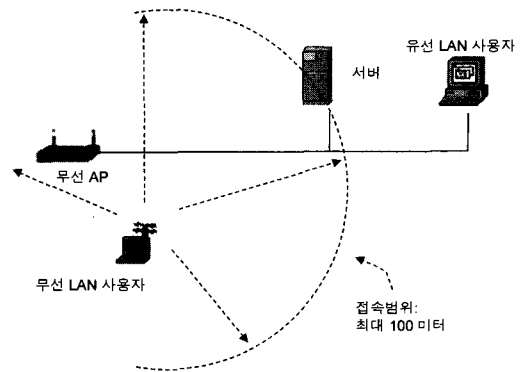 유선 LAN 사용자
서버
무선 AP
무선 LAN 사용자
접속범위:
최대 100 미터